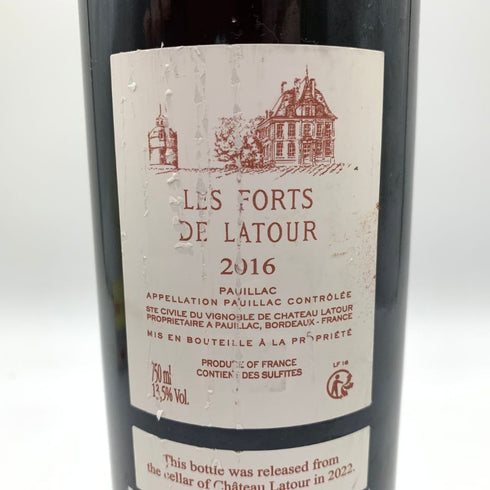 LES FORTS
DE LATOUR
2016
PAUILLAC
APPELLATION PAUILLAC CONTRÔLÉE
STE CIVILE DU VIGNOBLE DE CHATEAU LATOUR
PROPRIETAIRE A PAUILLAC, BORDEAUX - FRANCE
MIS EN BOUTEILLE À LA PROPRIÉTÉ
PRODUCE OF FRANCE
CONTIENT DES SULFITES
750 ml
13,5% Vol.
LF 16
This bottle was released from
the cellar of Château Latour in 2022.